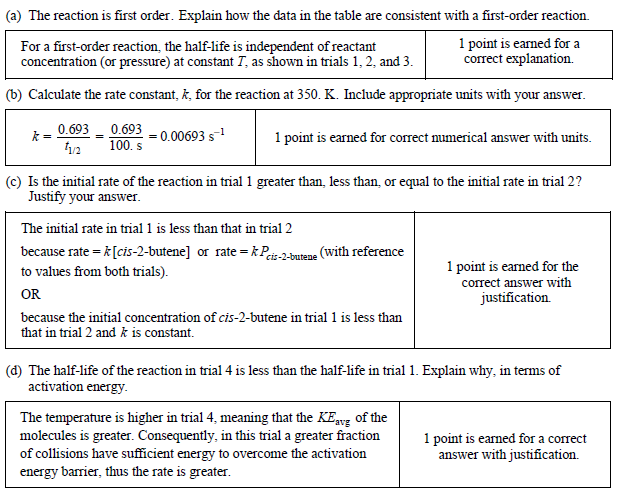 (a) The reaction is first order. Explain how the data in the table are consistent with a first-order reaction.
For a first-order reaction, the half-life is independent of reactant
concentration (or pressure) at constant T, as shown in trials 1, 2, and 3.
1 point is earned for a
correct explanation.
(b) Calculate the rate constant, k, for the reaction at 350. K. Include appropriate units with your answer.
k = 0.693/t1/2 = 0.693/100. s = 0.00693 s⁻¹
1 point is earned for correct numerical answer with units.
(c) Is the initial rate of the reaction in trial 1 greater than, less than, or equal to the initial rate in trial 2?
Justify your answer.
The initial rate in trial 1 is less than that in trial 2
because rate = k[cis-2-butene] or rate = kPcis-2-butene (with reference
to values from both trials).
OR
because the initial concentration of cis-2-butene in trial 1 is less than
that in trial 2 and k is constant.
1 point is earned for the
correct answer with
justification.
(d) The half-life of the reaction in trial 4 is less than the half-life in trial 1. Explain why, in terms of
activation energy.
The temperature is higher in trial 4, meaning that the KEavg of the
molecules is greater. Consequently, in this trial a greater fraction
of collisions have sufficient energy to overcome the activation
energy barrier, thus the rate is greater.
1 point is earned for a correct
answer with justification.